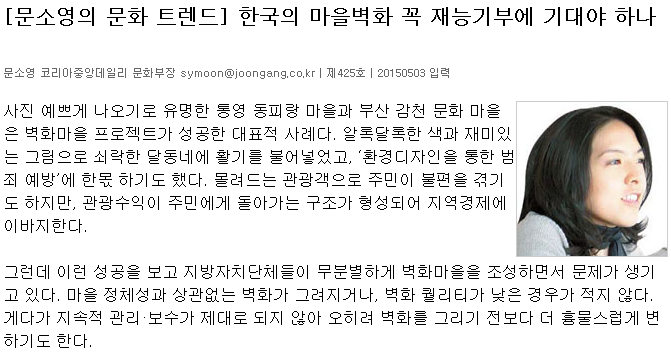 [문소영의 문화 트렌드] 한국의 마을벽화 꼭 재능기부에 기대야 하나
문소영 코리아중앙데일리 문화부장 symoon@joongang.co.kr | 제425호 | 20150503 입력
사진 예쁘게 나오기로 유명한 통영 동피랑 마을과 부산 감천 문화 마을
은 벽화마을 프로젝트가 성공한 대표적 사례다. 알록달록한 색과 재미있
는 그림으로 쇠락한 달동네에 활기를 불어넣었고, ‘환경디자인을 통한 범
죄 예방’에 한몫 하기도 했다. 몰려드는 관광객으로 주민이 불편을 겪기
도 하지만, 관광수익이 주민에게 돌아가는 구조가 형성되어 지역경제에
이바지한다.
그런데 이런 성공을 보고 지방자치단체들이 무분별하게 벽화마을을 조성하면서 문제가 생기
고 있다. 마을 정체성과 상관없는 벽화가 그려지거나, 벽화 퀄리티가 낮은 경우가 적지 않다.
게다가 지속적 관리·보수가 제대로 되지 않아 오히려 벽화를 그리기 전보다 더 흉물스럽게 변
하기도 한다.